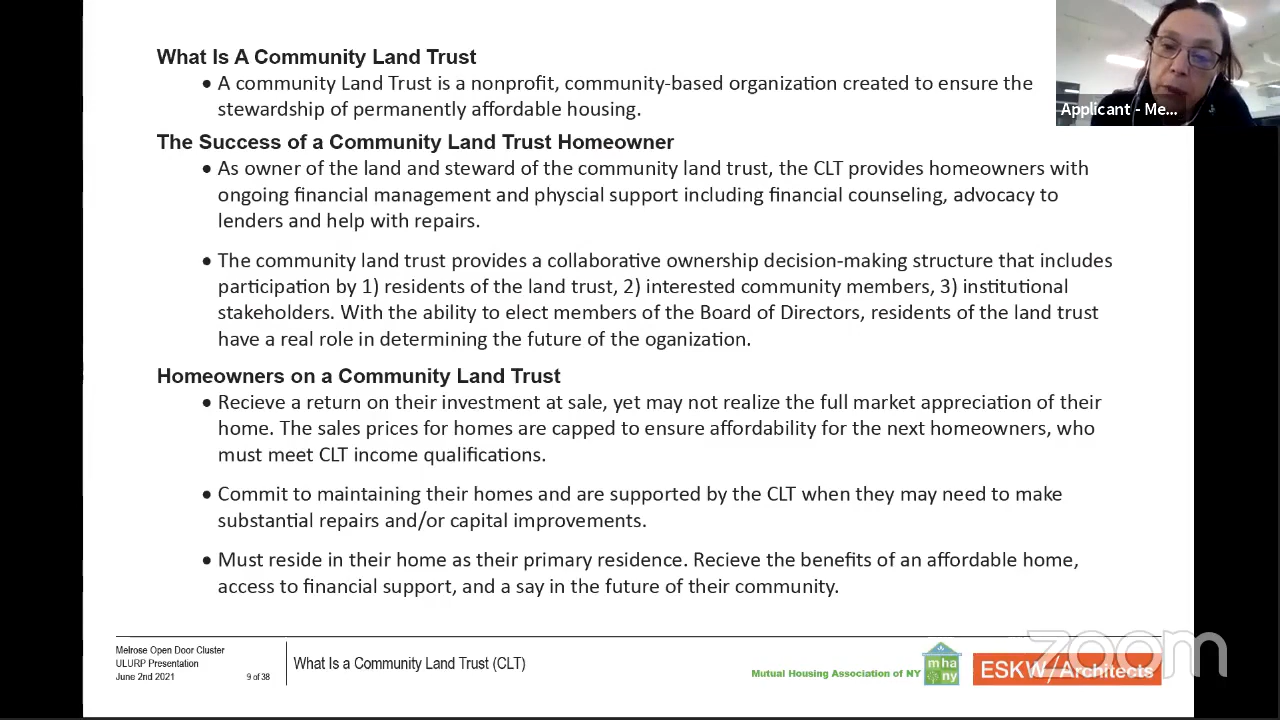 What Is A Community Land Trust
• A community Land Trust is a nonprofit, community-based organization created to ensure the
stewardship of permanently affordable housing.
Applicant - Me...
The Success of a Community Land Trust Homeowner
• As owner of the land and steward of the community land trust, the CLT provides homeowners with
ongoing financial management and physcial support including financial counseling, advocacy to
lenders and help with repairs.
• The community land trust provides a collaborative ownership decision-making structure that includes
participation by 1) residents of the land trust, 2) interested community members, 3) institutional
stakeholders. With the ability to elect members of the Board of Directors, residents of the land trust
have a real role in determining the future of the oganization.
Homeowners on a Community Land Trust
• Recieve a return on their investment at sale, yet may not realize the full market appreciation of their
home. The sales prices for homes are capped to ensure affordability for the next homeowners, who
must meet CLT income qualifications.
• Commit to maintaining their homes and are supported by the CLT when they may need to make
substantial repairs and/or capital improvements.
• Must reside in their home as their primary residence. Recieve the benefits of an affordable home,
access to financial support, and a say in the future of their community.
Melrose Open Door Cluster
ULURP Presentation
June 2nd 2021
9 of 38
What Is a Community Land Trust (CLT)
Mutual Housing Association of NY
mha
ny
ESKW/Architects
zoom